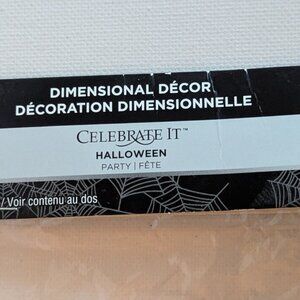 DIMENSIONAL DÉCOR
DÉCORATION DIMENSIONNELLE
CELEBRATE IT™
HALLOWEEN
PARTY | FÊTE
/ Voir contenu au dos